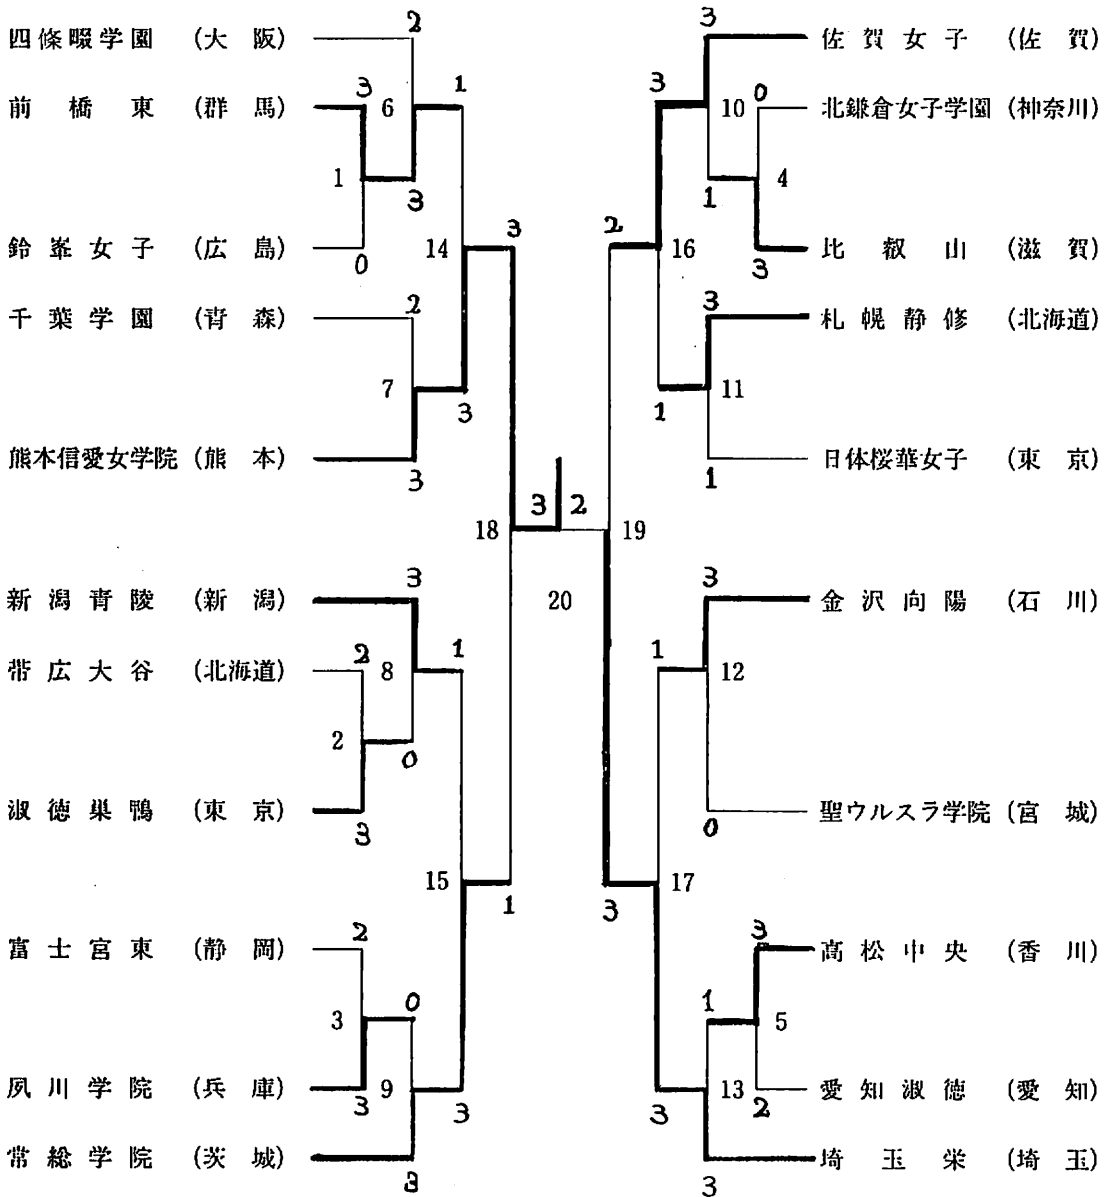 四條畷学園 (大阪)
前橋東 (群馬)
鈴峯女子 (広島)
千葉学園 (青森)
熊本信愛女学院 (熊本)
新潟青陵 (新潟)
帯広大谷 (北海道)
淑徳巣鴨 (東京)
富士宮東 (静岡)
夙川学院 (兵庫)
常総学院 (茨城)
2
3
6
1
1
3
0
14
3
2
7
3
3
18
3
2
20
3
2
8
1
2
0
3
15
1
2
3
0
3
9
3
3
3
3
10
0
1
4
3
2
16
3
1
11
1
19
3
1
12
0
3
17
3
1
5
13
2
3
3
佐賀女子 (佐賀)
北鎌倉女子学園 (神奈川)
比叡山 (滋賀)
札幌静修 (北海道)
日体桜華女子 (東京)
金沢向陽 (石川)
聖ウルスラ学院 (宮城)
高松中央 (香川)
愛知淑徳 (愛知)
埼玉栄 (埼玉)